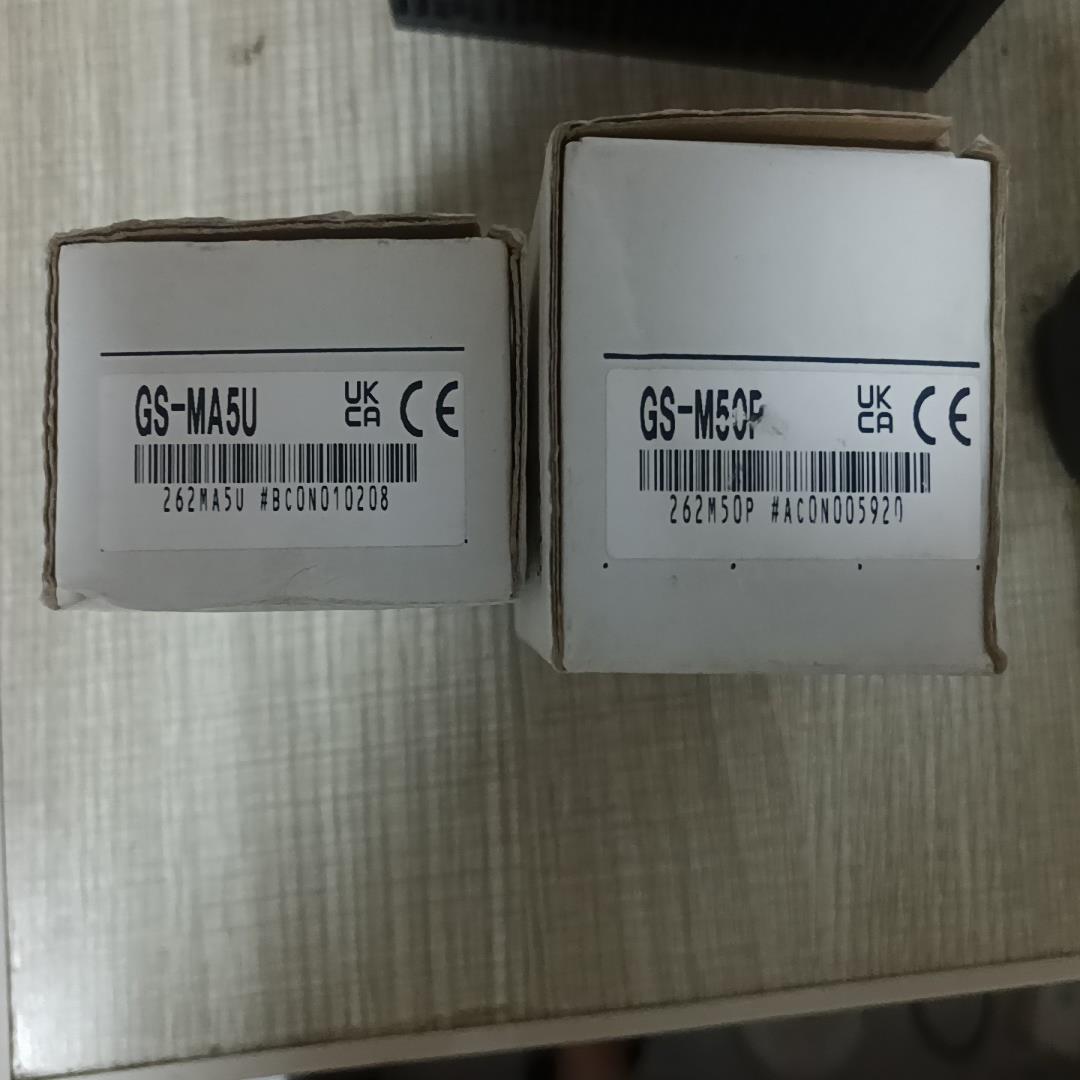 GS-MA5U UK CA CE
262MA5U #BC0N010208
GS-M50P UK CA CE
262M50P #AC0N005920